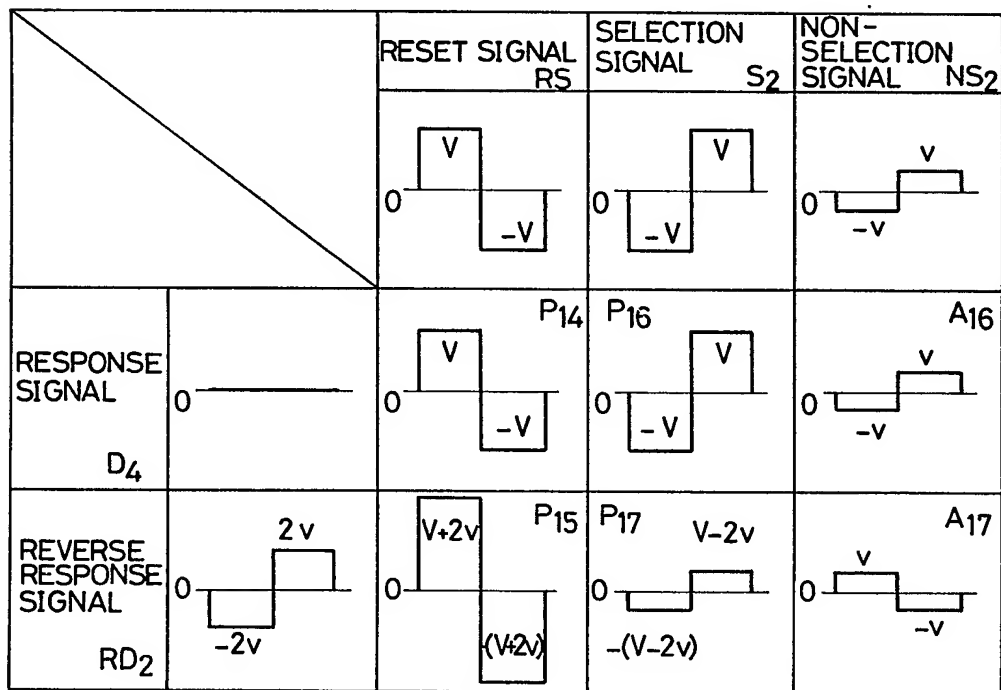 RESET SIGNAL
RS
SELECTION
SIGNAL
S2
NON-
SELECTION
SIGNAL NS2
V
0
-V
V
0
-V
v
0
-v
RESPONSE
SIGNAL
D4
0
P14
V
0
-V
P16
V
0
-V
A16
v
0
-v
REVERSE
RESPONSE
SIGNAL
RD2
2v
0
-2v
P15
V+2v
0
-(V+2v)
P17
V-2v
0
-(V-2v)
A17
v
0
-v